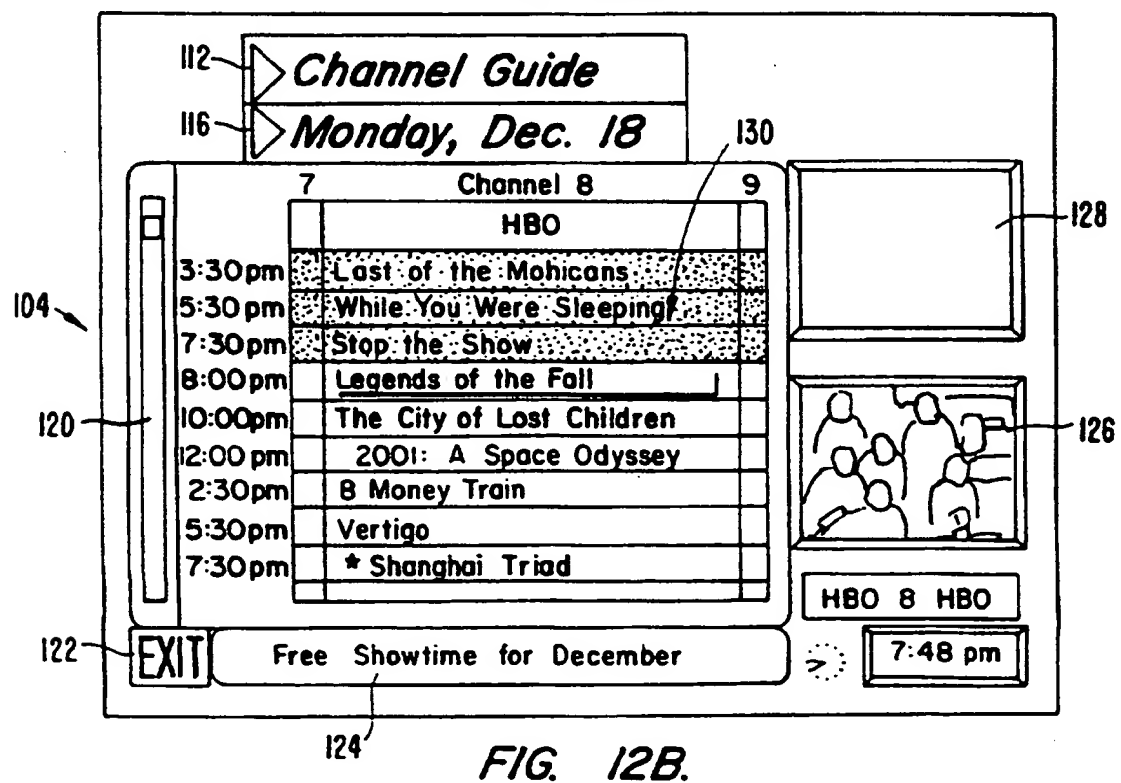 112 Channel Guide
116 Monday, Dec. 18
130
7 Channel 8 9
HBO
128
3:30pm Last of the Mohicans
104
5:30pm While You Were Sleeping
7:30pm Stop the Show
8:00pm Legends of the Fall
120
10:00pm The City of Lost Children
126
12:00 pm 2001: A Space Odyssey
2:30pm 8 Money Train
5:30pm Vertigo
7:30pm * Shanghai Triad
HBO 8 HBO
122 EXIT Free Showtime for December 7:48 pm
124
FIG. 12B.